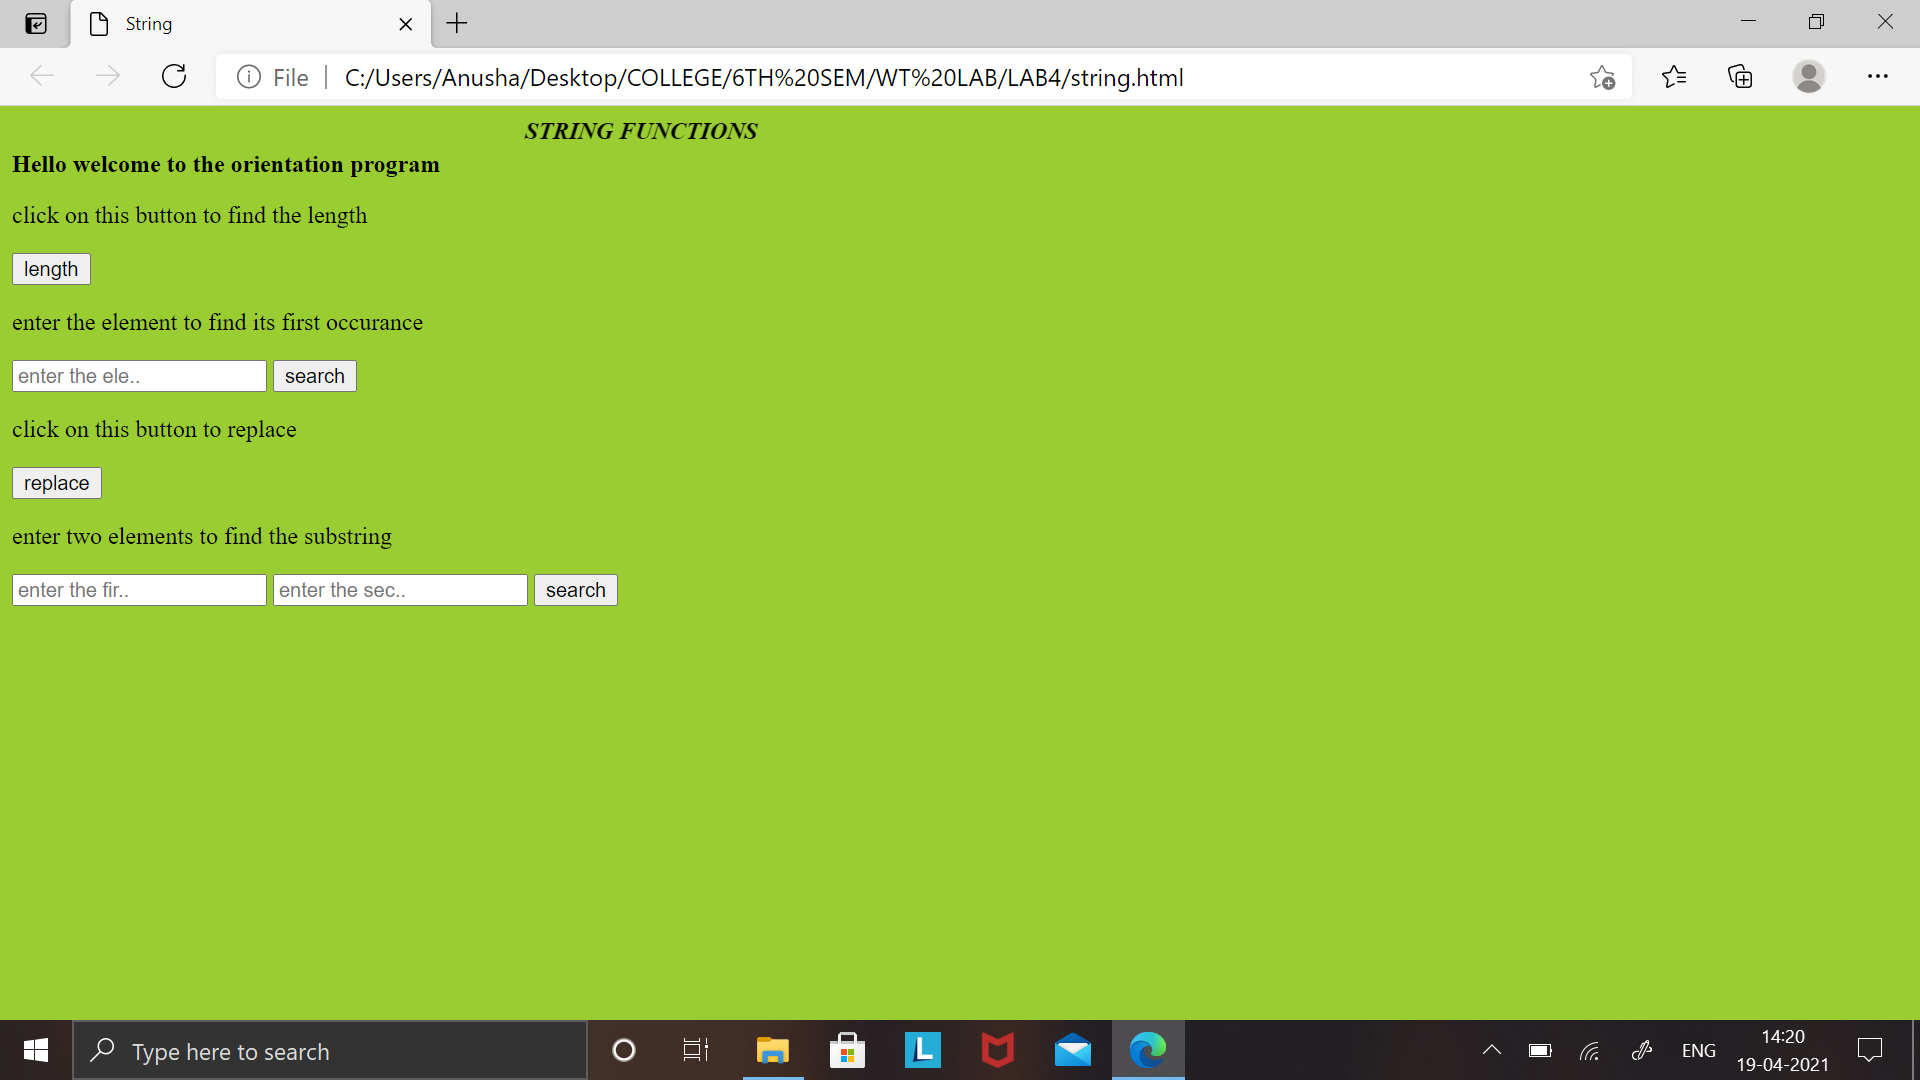 String
File
C:/Users/Anusha/Desktop/COLLEGE/6TH%20SEM/WT%20LAB/LAB4/string.html
STRING FUNCTIONS
Hello welcome to the orientation program
click on this button to find the length
length
enter the element to find its first occurance
enter the ele.. search
click on this button to replace
replace
enter two elements to find the substring
enter the fir.. enter the sec.. search
Type here to search
L
ENG
14:20
19-04-2021